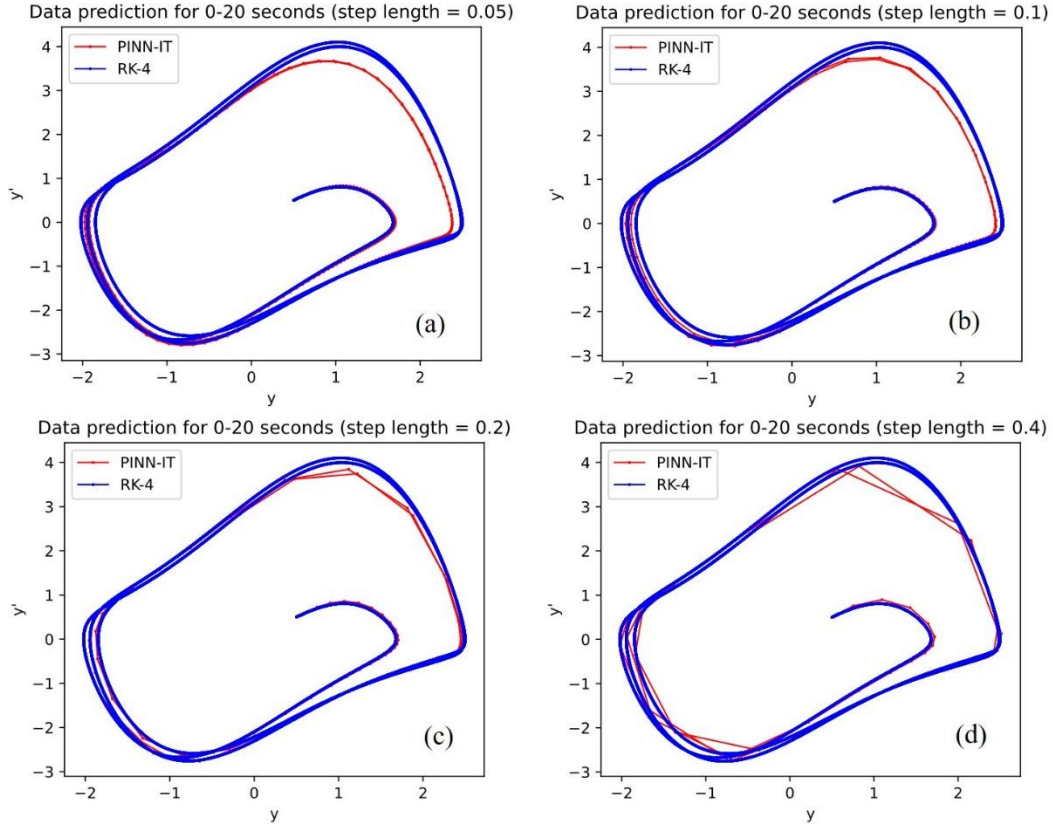 Data prediction for 0-20 seconds (step length = 0.05)
PINN-IT
RK-4
4
3
2
1
0
−1
−2
−3
y'
(a)
−2 −1 0 1 2
y
Data prediction for 0-20 seconds (step length = 0.1)
PINN-IT
RK-4
4
3
2
1
0
−1
−2
−3
y'
(b)
−2 −1 0 1 2
y
Data prediction for 0-20 seconds (step length = 0.2)
PINN-IT
RK-4
4
3
2
1
0
−1
−2
−3
y'
(c)
−2 −1 0 1 2
y
Data prediction for 0-20 seconds (step length = 0.4)
PINN-IT
RK-4
4
3
2
1
0
−1
−2
−3
y'
(d)
−2 −1 0 1 2
y